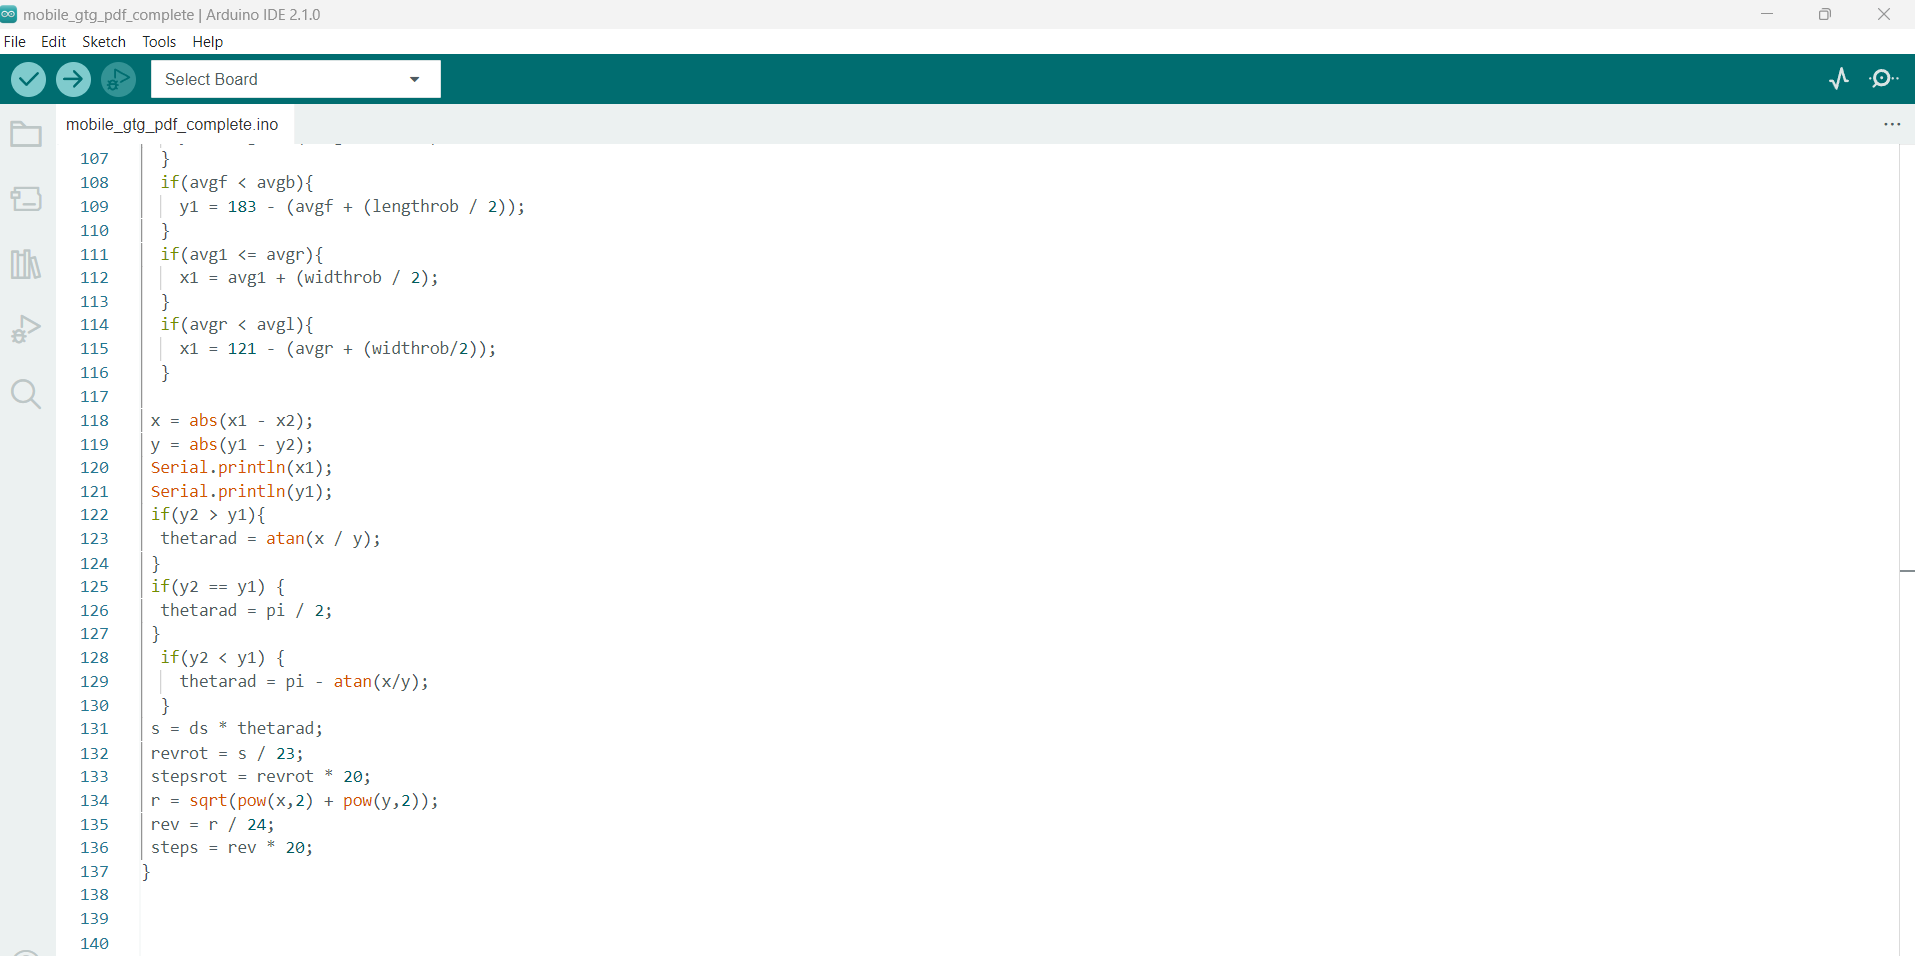 mobile_gtg_pdf_complete | Arduino IDE 2.1.0
File Edit Sketch Tools Help
Select Board
mobile_gtg_pdf_complete.ino
107 }
108 if(avgf < avgb){
109 y1 = 183 - (avgf + (lengthrob / 2));
110 }
111 if(avg1 <= avgr){
112 x1 = avg1 + (widthrob / 2);
113 }
114 if(avgr < avgl){
115 x1 = 121 - (avgr + (widthrob/2));
116 }
117
118 x = abs(x1 - x2);
119 y = abs(y1 - y2);
120 Serial.println(x1);
121 Serial.println(y1);
122 if(y2 > y1){
123 thetarad = atan(x / y);
124 }
125 if(y2 == y1) {
126 thetarad = pi / 2;
127 }
128 if(y2 < y1) {
129 thetarad = pi - atan(x/y);
130 }
131 s = ds * thetarad;
132 revrot = s / 23;
133 stepsrot = revrot * 20;
134 r = sqrt(pow(x,2) + pow(y,2));
135 rev = r / 24;
136 steps = rev * 20;
137 }
138
139
140